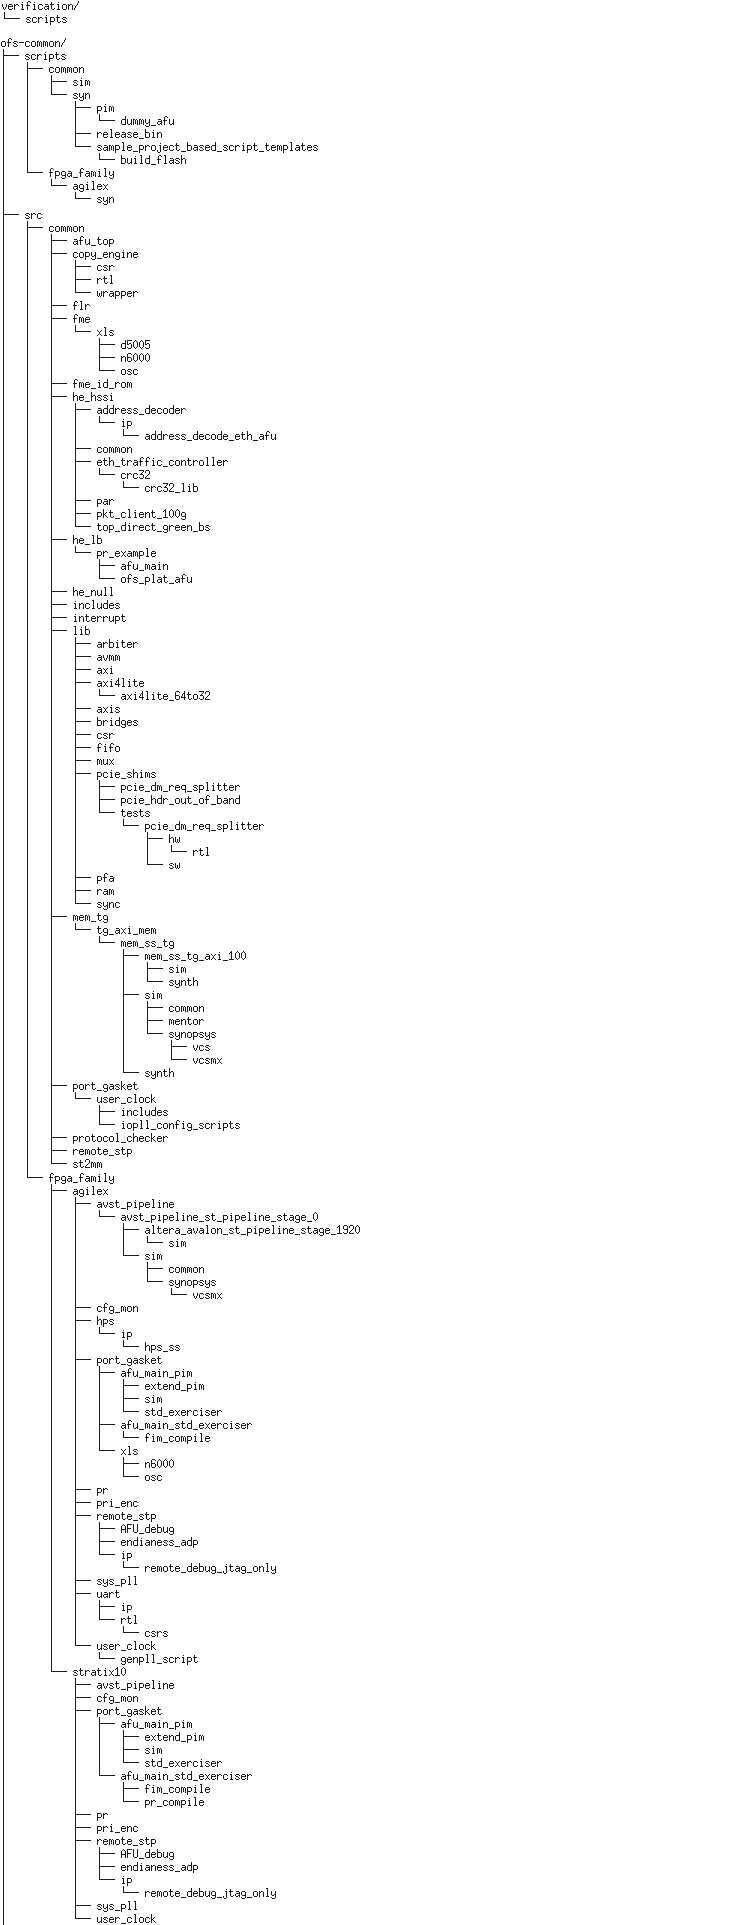 verification/
└── scripts
ofs-common/
├── scripts
│   ├── common
│   │   ├── sim
│   │   └── syn
│   │       ├── pim
│   │       │   └── dummy_afu
│   │       ├── release_bin
│   │       └── sample_project_based_script_templates
│   │           └── build_flash
│   └── fpga_family
│       └── agilex
│           └── syn
├── src
│   ├── common
│   │   ├── afu_top
│   │   ├── copy_engine
│   │   │   ├── csr
│   │   │   ├── rtl
│   │   │   └── wrapper
│   │   ├── flr
│   │   ├── fme
│   │   │   └── xls
│   │   │       ├── d5005
│   │   │       ├── n6000
│   │   │       └── osc
│   │   ├── fme_id_rom
│   │   ├── he_hssi
│   │   │   ├── address_decoder
│   │   │   │   └── ip
│   │   │   │       └── address_decode_eth_afu
│   │   │   ├── common
│   │   │   ├── eth_traffic_controller
│   │   │   │   └── crc32
│   │   │   │       └── crc32_lib
│   │   │   ├── par
│   │   │   ├── pkt_client_100g
│   │   │   └── top_direct_green_bs
│   │   ├── he_lb
│   │   │   └── pr_example
│   │   │       ├── afu_main
│   │   │       └── ofs_plat_afu
│   │   ├── he_null
│   │   ├── includes
│   │   ├── interrupt
│   │   ├── lib
│   │   │   ├── arbiter
│   │   │   ├── avmm
│   │   │   ├── axi
│   │   │   ├── axi4lite
│   │   │   │   └── axi4lite_64to32
│   │   │   ├── axis
│   │   │   ├── bridges
│   │   │   ├── csr
│   │   │   ├── fifo
│   │   │   ├── mux
│   │   │   ├── pcie_shims
│   │   │   │   ├── pcie_dm_req_splitter
│   │   │   │   ├── pcie_hdr_out_of_band
│   │   │   │   └── tests
│   │   │   │       └── pcie_dm_req_splitter
│   │   │   │           ├── hw
│   │   │   │           │   └── rtl
│   │   │   │           └── sw
│   │   │   ├── pfa
│   │   │   ├── ram
│   │   │   └── sync
│   │   ├── mem_tg
│   │   │   └── tg_axi_mem
│   │   │       └── mem_ss_tg
│   │   │           ├── mem_ss_tg_axi_100
│   │   │           │   ├── sim
│   │   │           │   └── synth
│   │   │           ├── sim
│   │   │           │   ├── common
│   │   │           │   ├── mentor
│   │   │           │   └── synopsys
│   │   │           │       ├── vcs
│   │   │           │       └── vcsmx
│   │   │           └── synth
│   │   ├── port_gasket
│   │   │   └── user_clock
│   │   │       ├── includes
│   │   │       └── iopll_config_scripts
│   │   ├── protocol_checker
│   │   ├── remote_stp
│   │   └── st2mm
│   └── fpga_family
│       ├── agilex
│       │   ├── avst_pipeline
│       │   │   └── avst_pipeline_st_pipeline_stage_0
│       │   │       ├── altera_avalon_st_pipeline_stage_1920
│       │   │       │   └── sim
│       │   │       └── sim
│       │   │           ├── common
│       │   │           └── synopsys
│       │   │               └── vcsmx
│       │   ├── cfg_mon
│       │   ├── hps
│       │   │   └── ip
│       │   │       └── hps_ss
│       │   ├── port_gasket
│       │   │   ├── afu_main_pim
│       │   │   │   ├── extend_pim
│       │   │   │   ├── sim
│       │   │   │   └── std_exerciser
│       │   │   ├── afu_main_std_exerciser
│       │   │   │   └── fim_compile
│       │   │   └── xls
│       │   │       ├── n6000
│       │   │       └── osc
│       │   ├── pr
│       │   ├── pri_enc
│       │   ├── remote_stp
│       │   │   ├── AFU_debug
│       │   │   ├── endianess_adp
│       │   │   └── ip
│       │   │       └── remote_debug_jtag_only
│       │   ├── sys_pll
│       │   ├── uart
│       │   │   ├── ip
│       │   │   └── rtl
│       │   │       └── csrs
│       │   └── user_clock
│       │       └── genpll_script
│       └── stratix10
│           ├── avst_pipeline
│           ├── cfg_mon
│           ├── port_gasket
│           │   ├── afu_main_pim
│           │   │   ├── extend_pim
│           │   │   ├── sim
│           │   │   └── std_exerciser
│           │   └── afu_main_std_exerciser
│           │       ├── fim_compile
│           │       └── pr_compile
│           ├── pr
│           ├── pri_enc
│           ├── remote_stp
│           │   ├── AFU_debug
│           │   ├── endianess_adp
│           │   └── ip
│           │       └── remote_debug_jtag_only
│           ├── sys_pll
│           └── user_clock